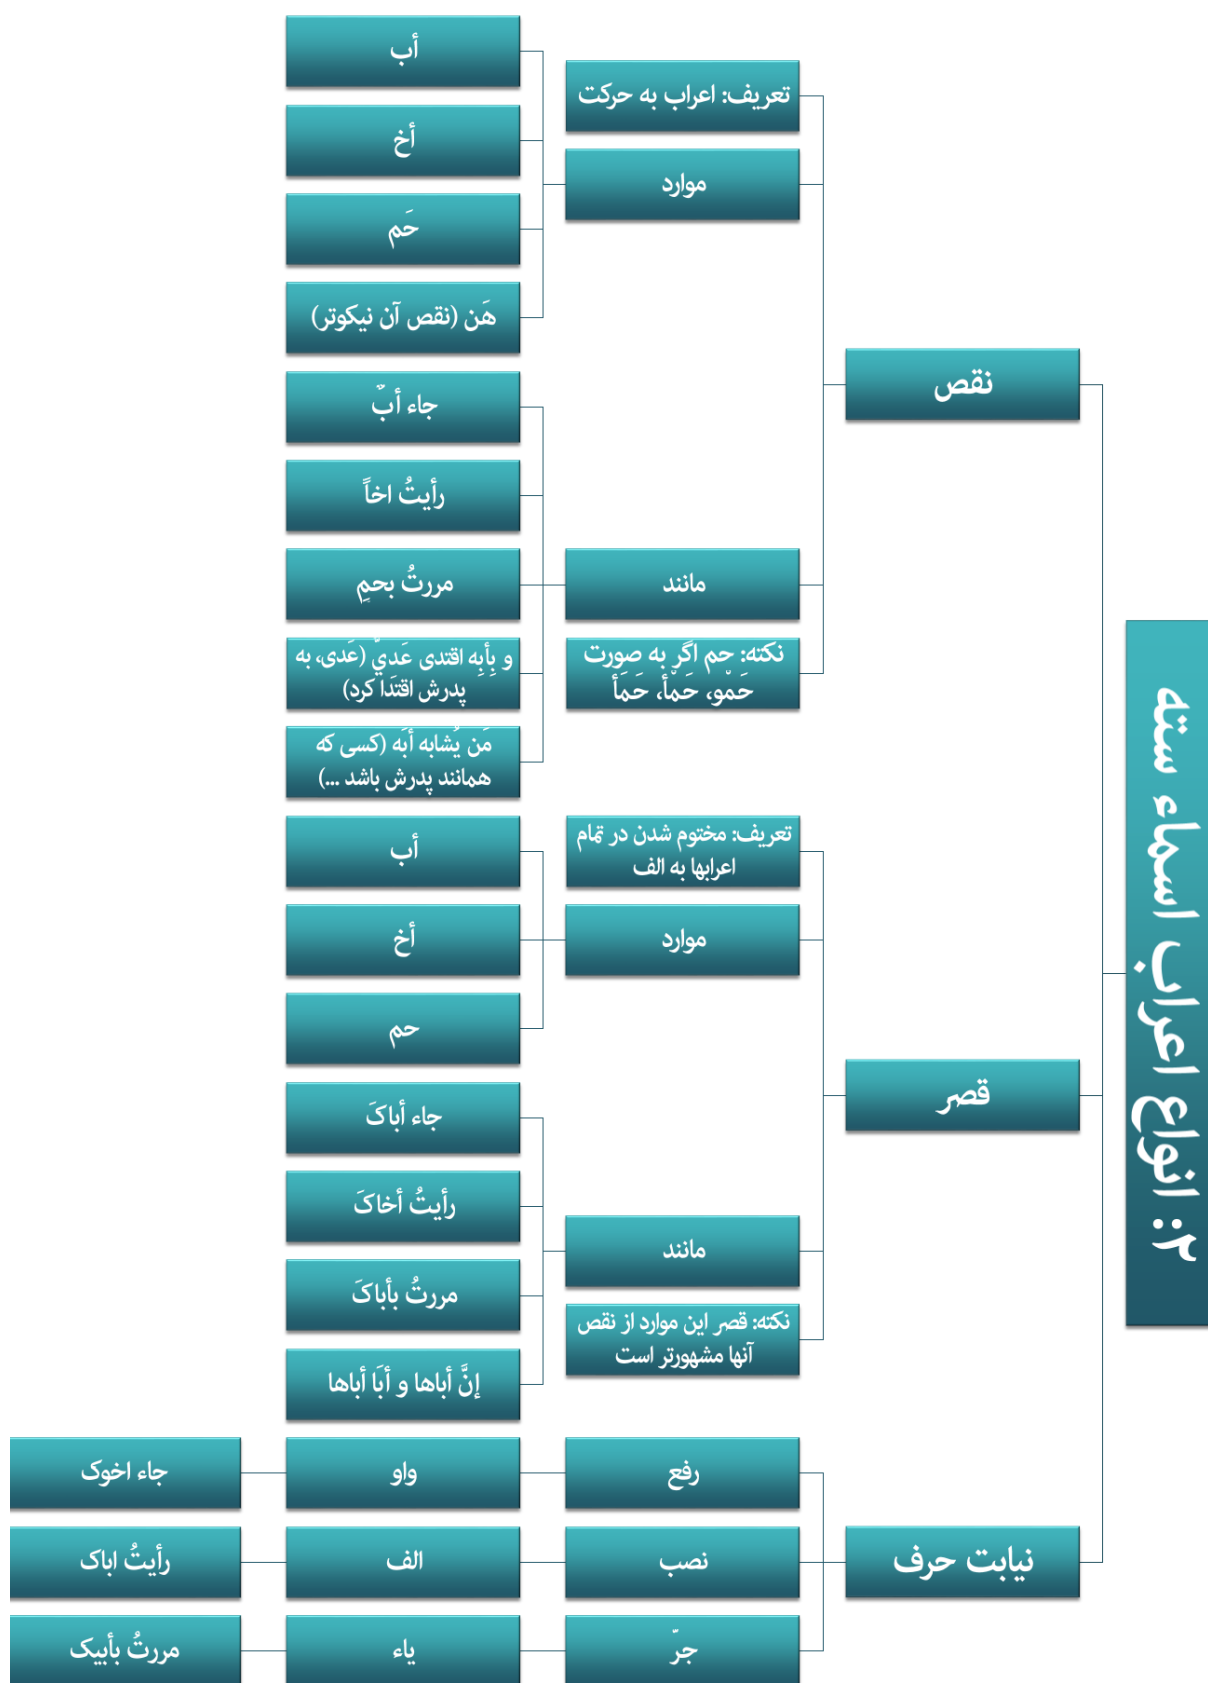 ۲: انواع اعراب اسماء سته
نقص
تعریف: اعراب به حرکت
موارد
أب
أخ
حَم
هَن (نقص آن نیکوتر)
مانند
جاء أبٌ
رأیتُ اخاً
مررتُ بحمٍ
و بِأبِه اقتدی عَديٌّ (عَدی، به
پدرش اقتدا کرد)
مَن یُشابه أبَه (کسی که
همانند پدرش باشد ...)
نکته: حم اگر به صورت
حَمْو، حَمْأ، حَمَأ
قصر
تعریف: مختوم شدن در تمام
اعرابها به الف
موارد
أب
أخ
حم
مانند
جاء أباکَ
رأیتُ أخاکَ
مررتُ بأباکَ
إنَّ أباها و أبَا أباها
نکته: قصر این موارد از نقص
آنها مشهورتر است
نیابت حرف
رفع
واو
جاء اخوک
نصب
الف
رأیتُ اباک
جرّ
یاء
مررتُ بأبیک